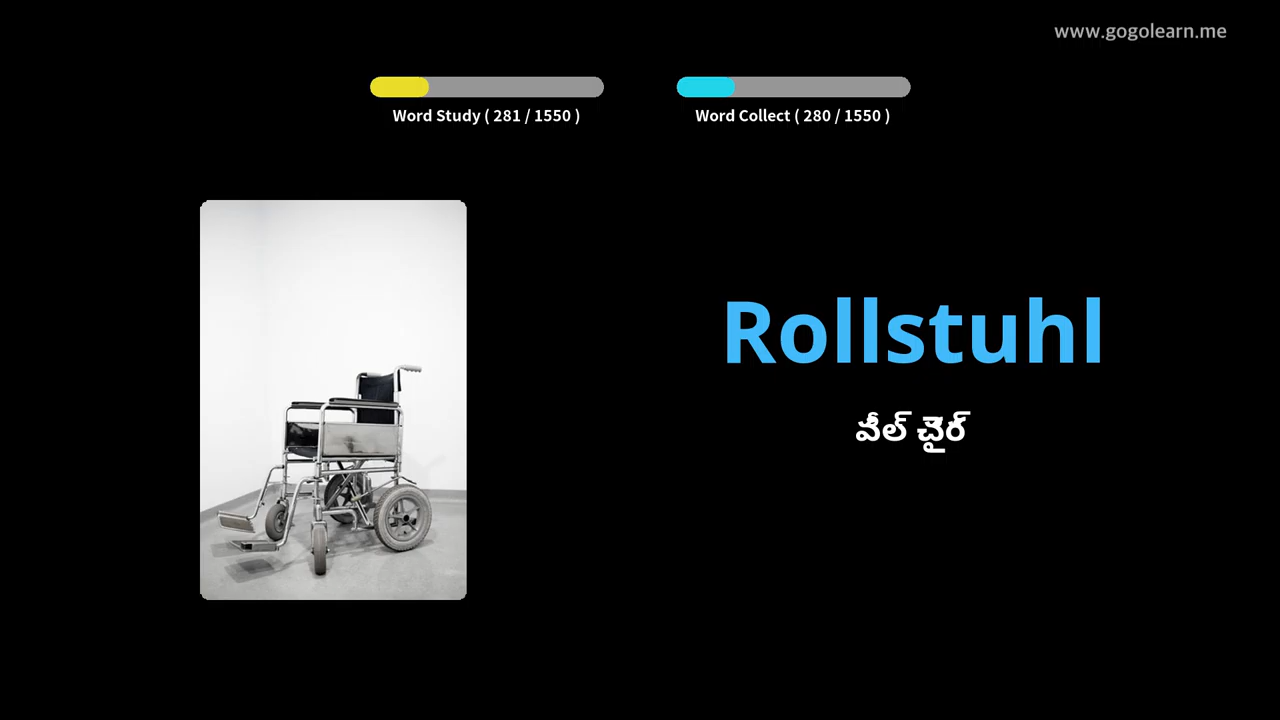 www.gogolearn.me
Word Study ( 281 / 1550 )
Word Collect ( 280 / 1550 )
Rollstuhl
వీల్ చైర్